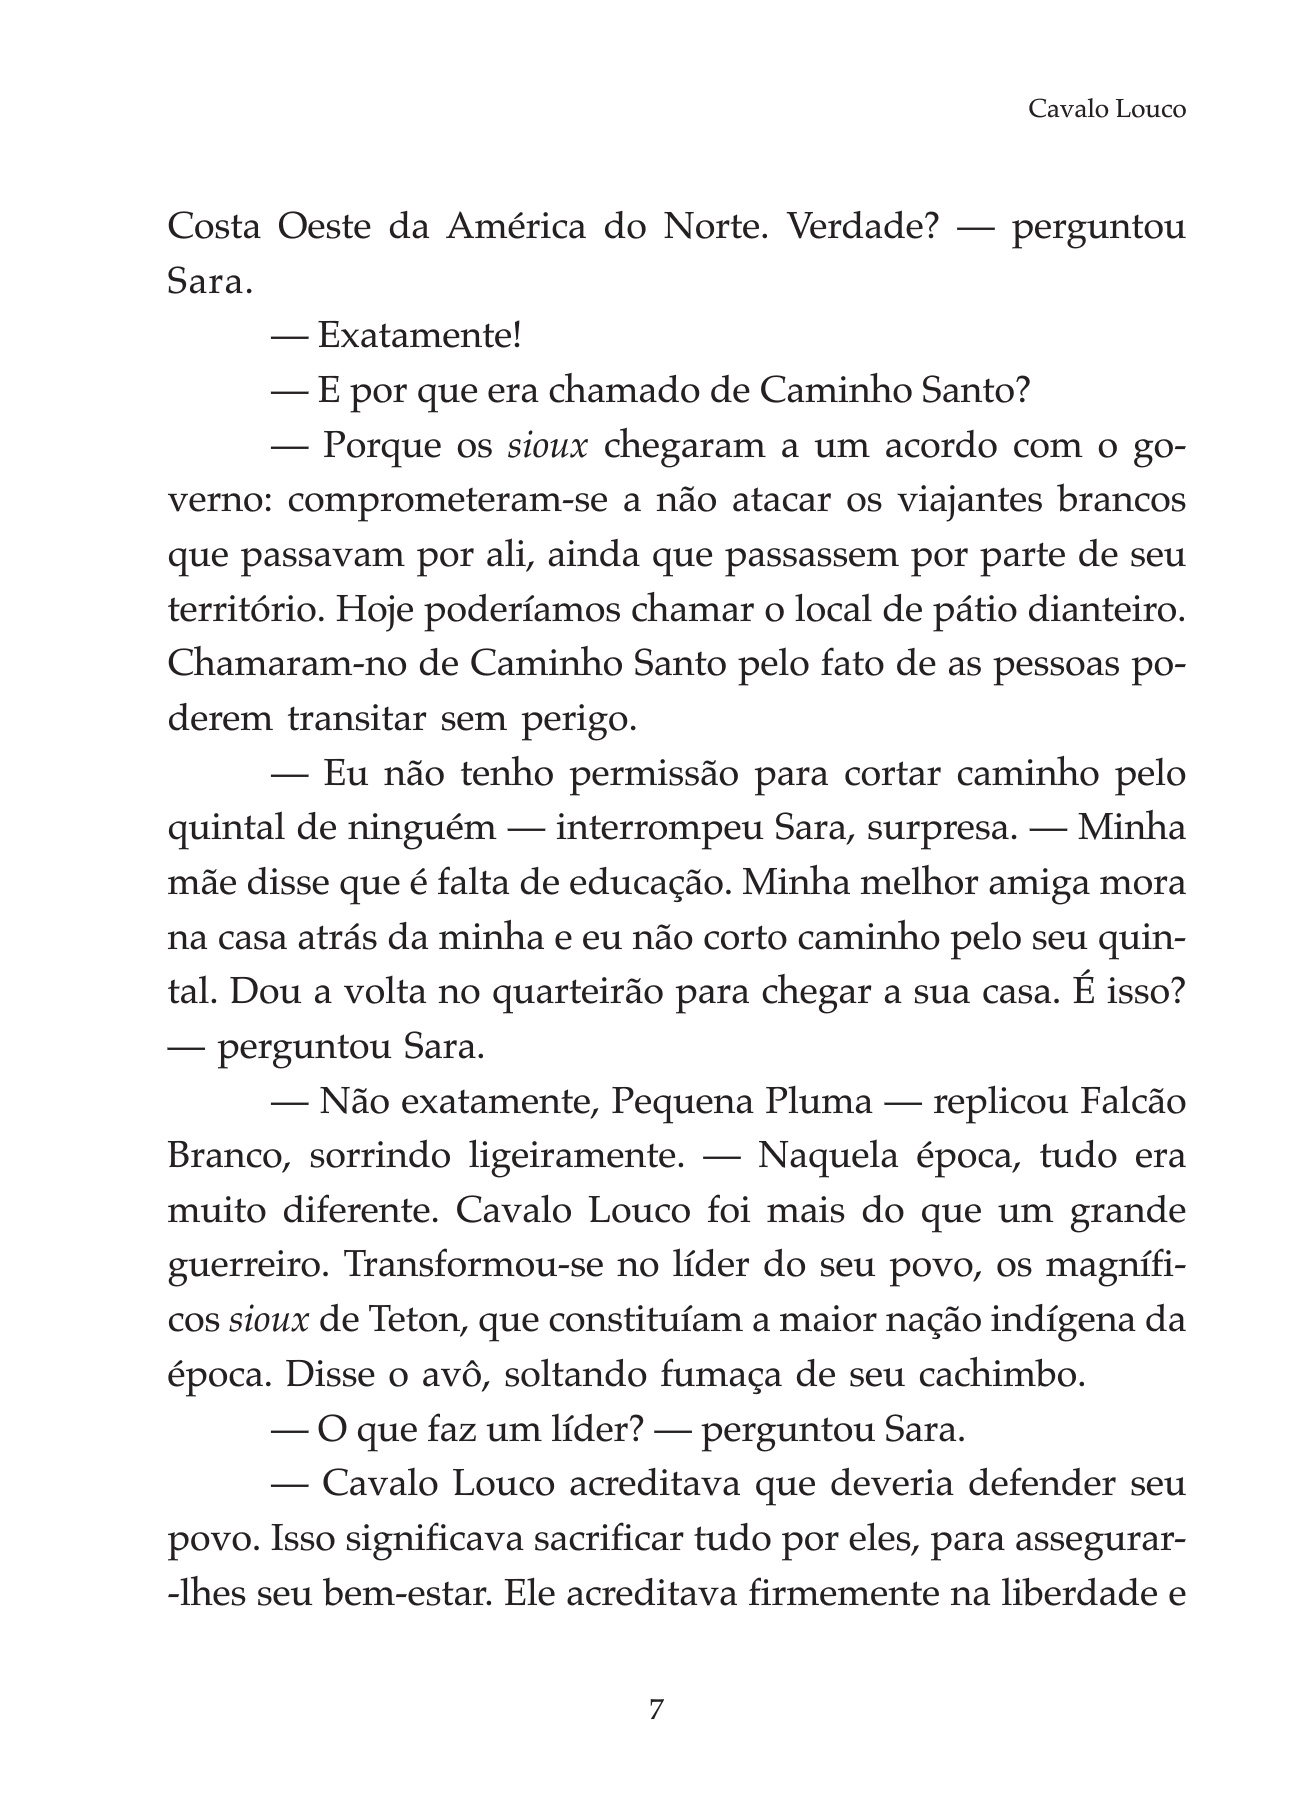 Cavalo Louco
Costa Oeste da América do Norte. Verdade? — perguntou
Sara.
— Exatamente!
— E por que era chamado de Caminho Santo?
— Porque os sioux chegaram a um acordo com o go-
verno: comprometeram-se a não atacar os viajantes brancos
que passavam por ali, ainda que passassem por parte de seu
território. Hoje poderíamos chamar o local de pátio dianteiro.
Chamaram-no de Caminho Santo pelo fato de as pessoas po-
derem transitar sem perigo.
— Eu não tenho permissão para cortar caminho pelo
quintal de ninguém — interrompeu Sara, surpresa. — Minha
mãe disse que é falta de educação. Minha melhor amiga mora
na casa atrás da minha e eu não corto caminho pelo seu quin-
tal. Dou a volta no quarteirão para chegar a sua casa. É isso?
— perguntou Sara.
— Não exatamente, Pequena Pluma — replicou Falcão
Branco, sorrindo ligeiramente. — Naquela época, tudo era
muito diferente. Cavalo Louco foi mais do que um grande
guerreiro. Transformou-se no líder do seu povo, os magnífi-
cos sioux de Teton, que constituíam a maior nação indígena da
época. Disse o avô, soltando fumaça de seu cachimbo.
— O que faz um líder? — perguntou Sara.
— Cavalo Louco acreditava que deveria defender seu
povo. Isso significava sacrificar tudo por eles, para assegurar-
-lhes seu bem-estar. Ele acreditava firmemente na liberdade e
7